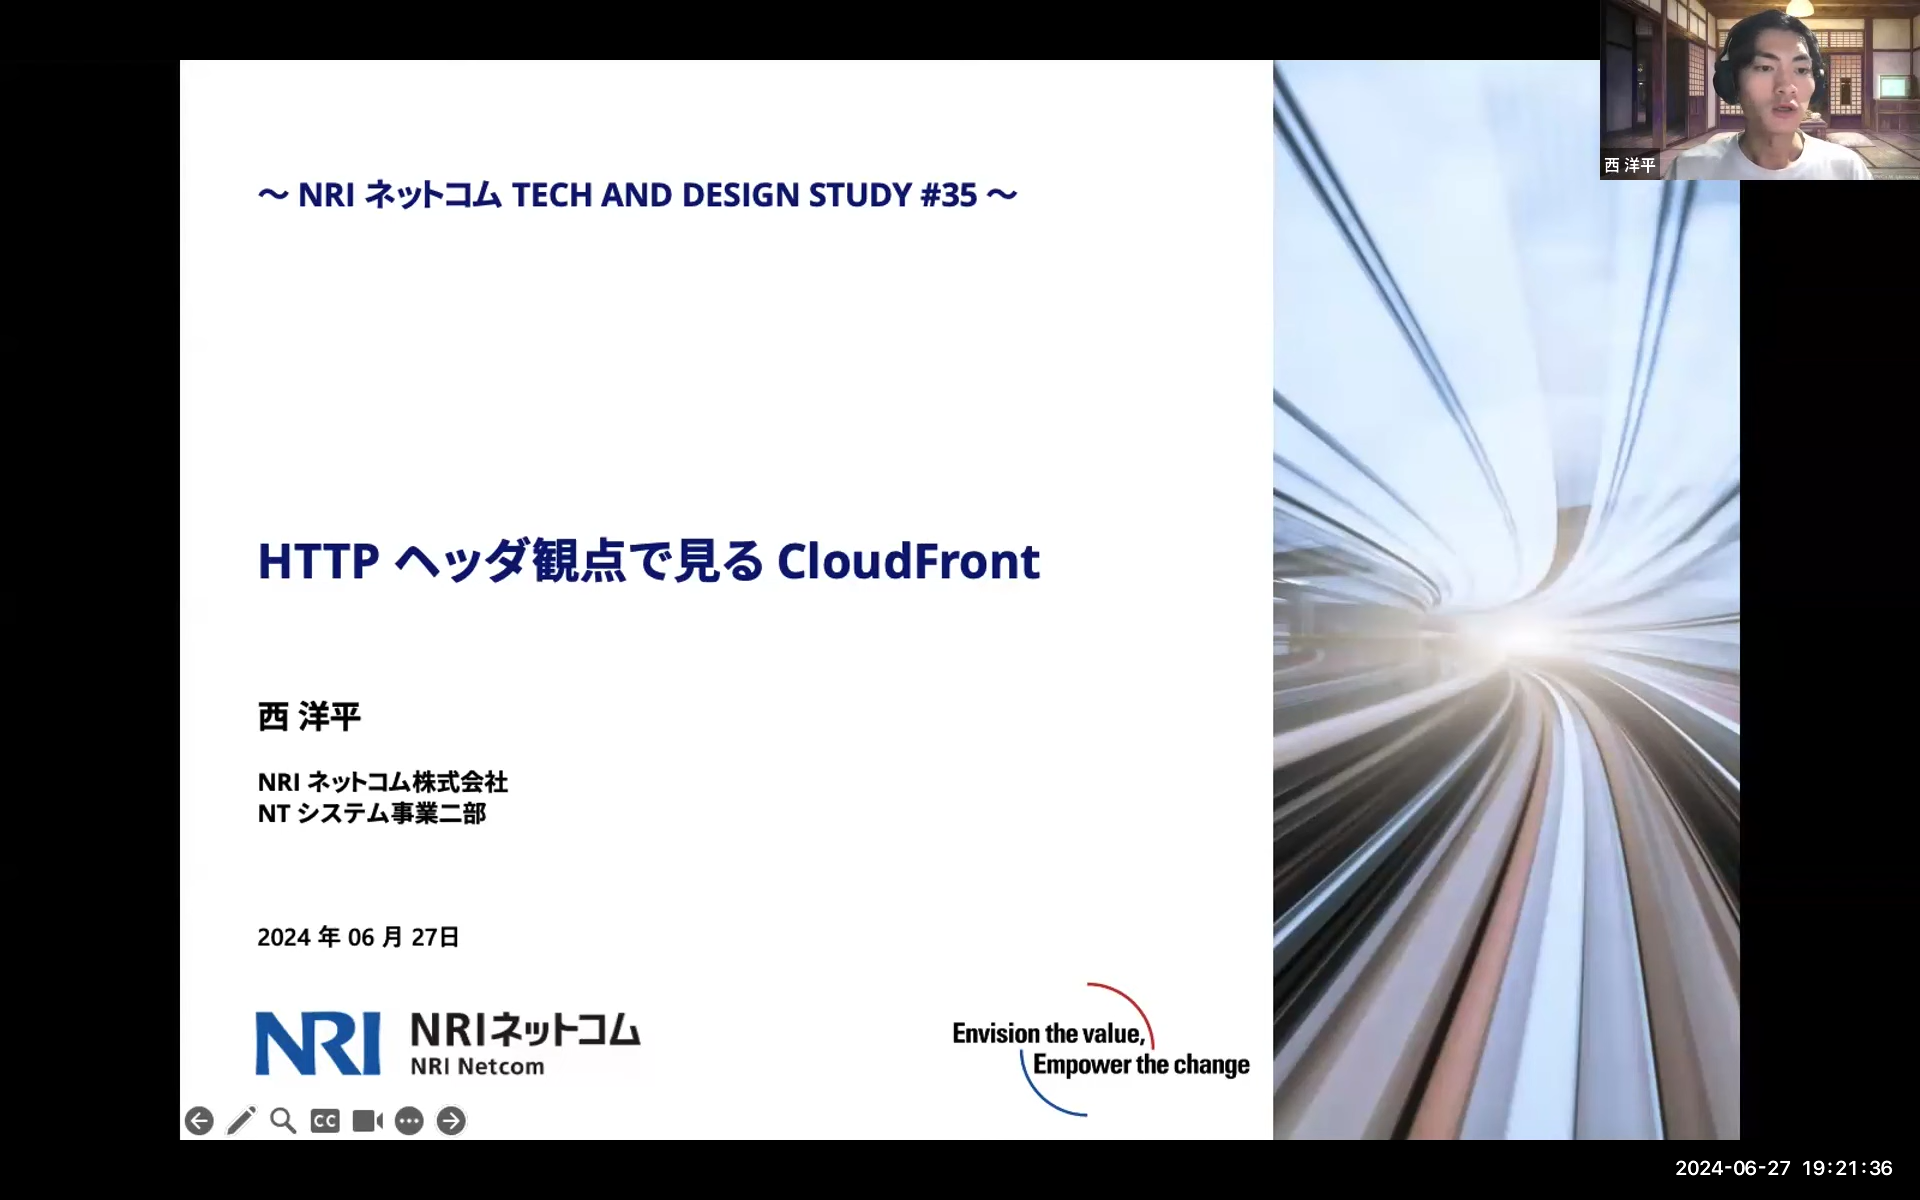 西 洋平
～ NRI ネットコム TECH AND DESIGN STUDY #35 ～
HTTP ヘッダ観点で見る CloudFront
西 洋平
NRI ネットコム株式会社
NT システム事業二部
2024 年 06 月 27日
NRI NRIネットコム
NRI Netcom
Envision the value,
Empower the change
CC
2024-06-27 19:21:36